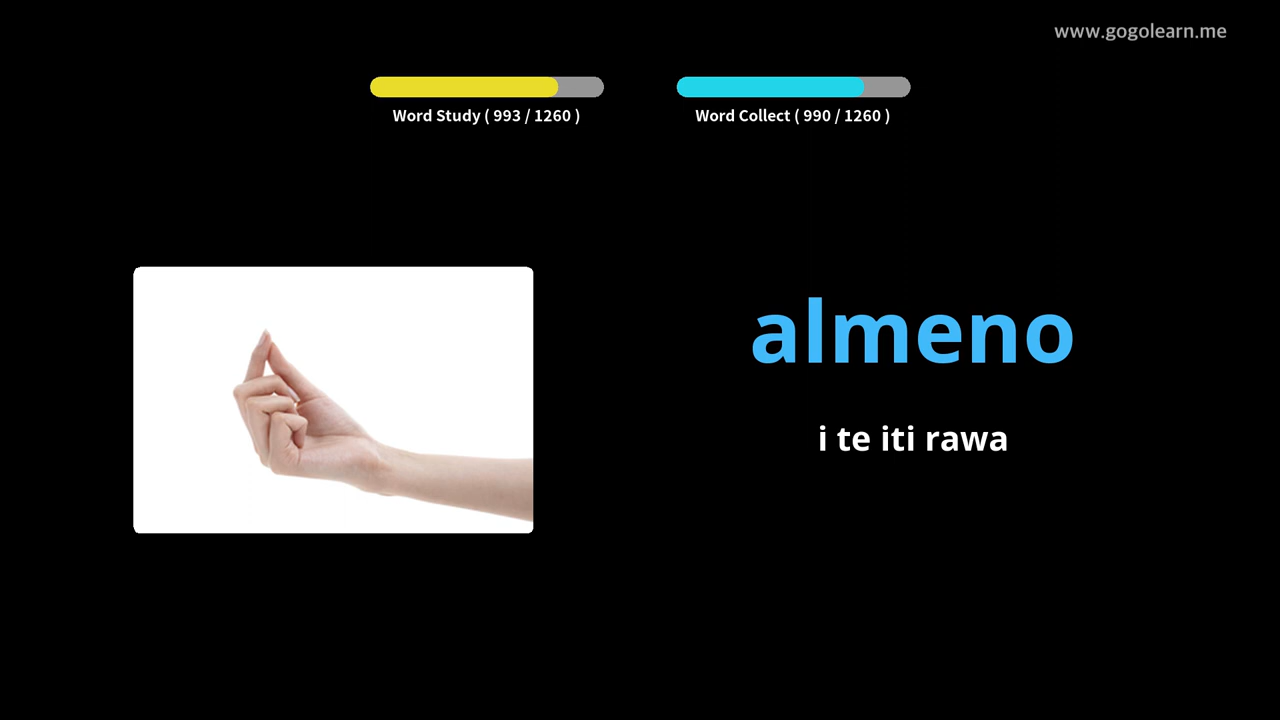 www.gogolearn.me
Word Study ( 993 / 1260 )
Word Collect ( 990 / 1260 )
almeno
i te iti rawa